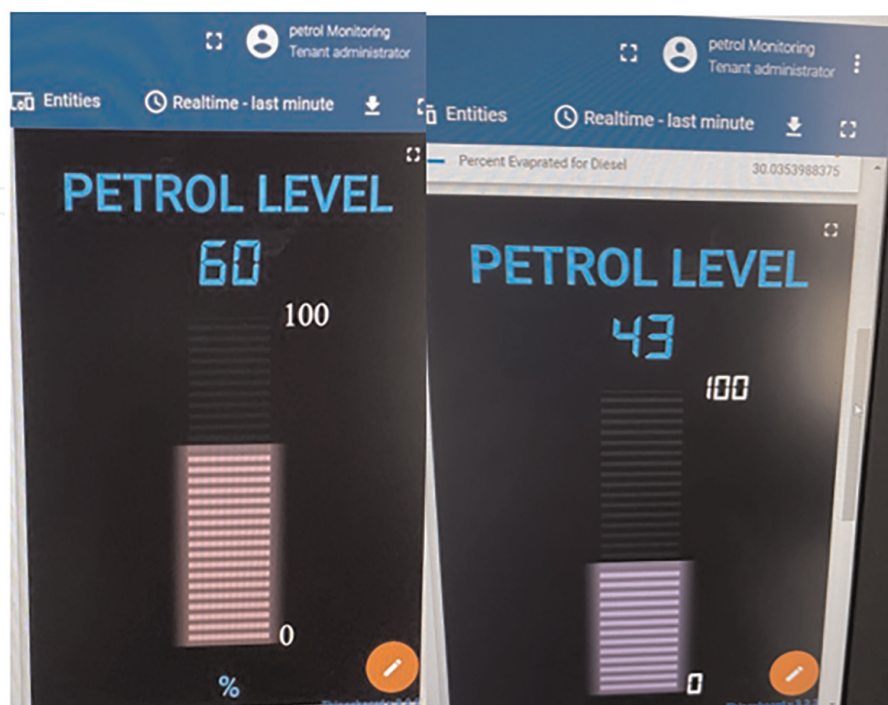 petrol Monitoring
Tenant administrator
Entities
Realtime - last minute
PETROL LEVEL
60
100
0
%
petrol Monitoring
Tenant administrator
Entities
Realtime - last minute
Percent Evaprated for Diesel
30.0353988375
PETROL LEVEL
43
100
0